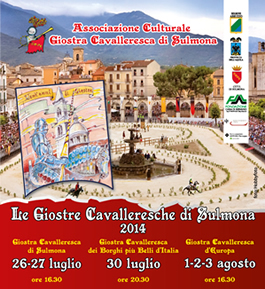 Associazione Culturale
Giostra Cavalleresca di Sulmona
Le Giostre Cavalleresche di Sulmona
2014
Giostra Cavalleresca
di Sulmona
26-27 luglio
ore 16.30
Giostra Cavalleresca
dei Borghi più Belli d'Italia
30 luglio
ore 20.30
Giostra Cavalleresca
d'Europa
1-2-3 agosto
ore 16.30